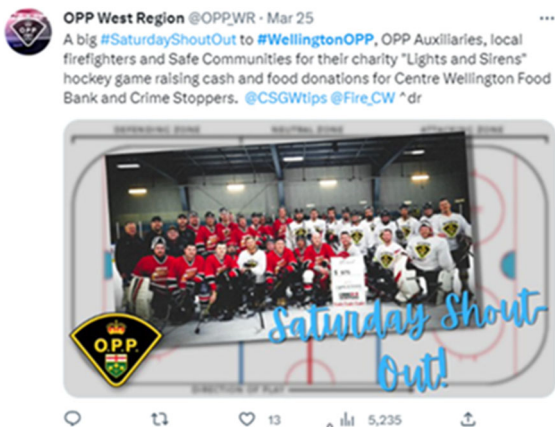 OPP West Region @OPP_WR · Mar 25
A big #SaturdayShoutOut to #WellingtonOPP, OPP Auxiliaries, local
firefighters and Safe Communities for their charity "Lights and Sirens"
hockey game raising cash and food donations for Centre Wellington Food
Bank and Crime Stoppers. @CSGWtips @Fire_CW ^dr
DEFENDING ZONE NEUTRAL ZONE ATTACKING ZONE
O.P.P.
Saturday Shout-
Out!
DIRECTION OF PLAY
13 5,235